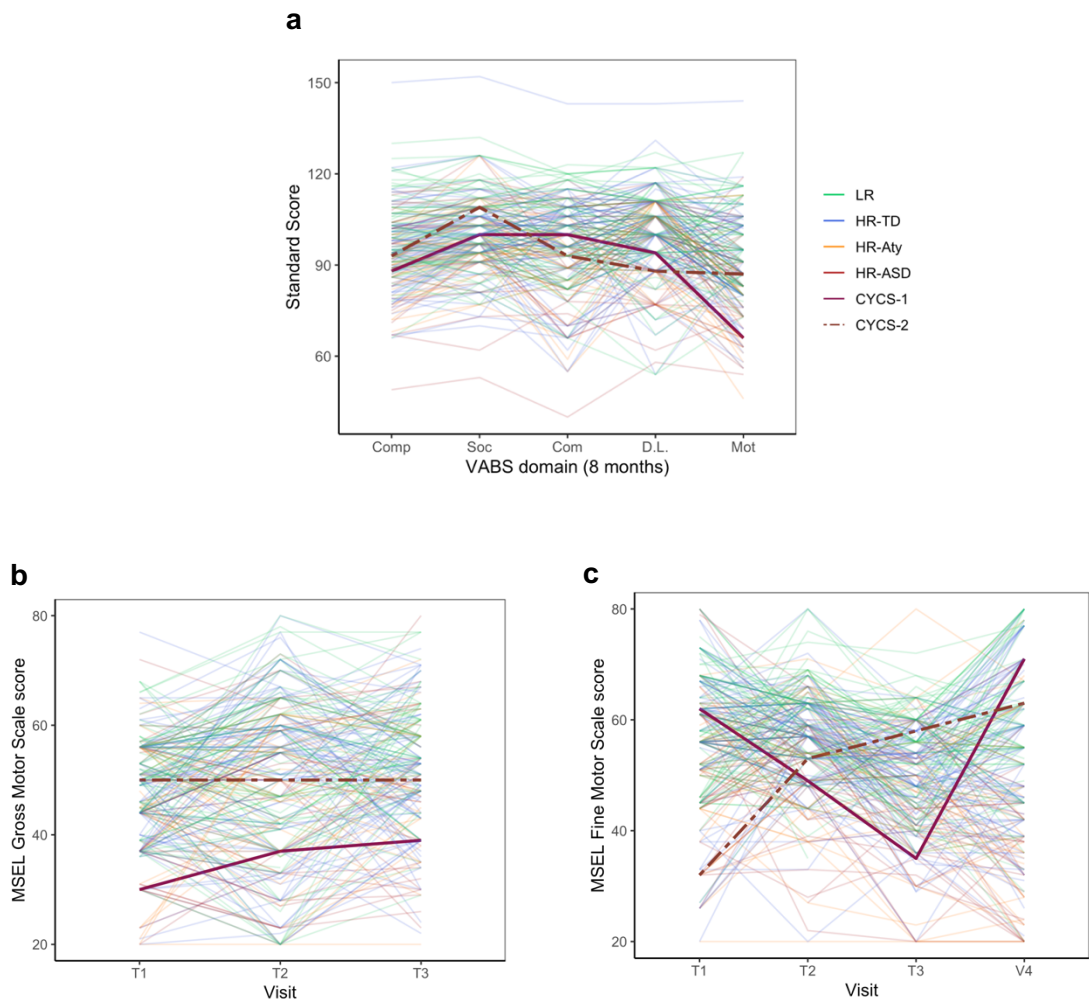 a
150
120
90
60
Standard Score
Comp Soc Com D.L. Mot
VABS domain (8 months)
LR
HR-TD
HR-Aty
HR-ASD
CYCS-1
CYCS-2
b
80
60
40
20
MSEL Gross Motor Scale score
T1 T2 T3
Visit
c
80
60
40
20
MSEL Fine Motor Scale score
T1 T2 T3 V4
Visit